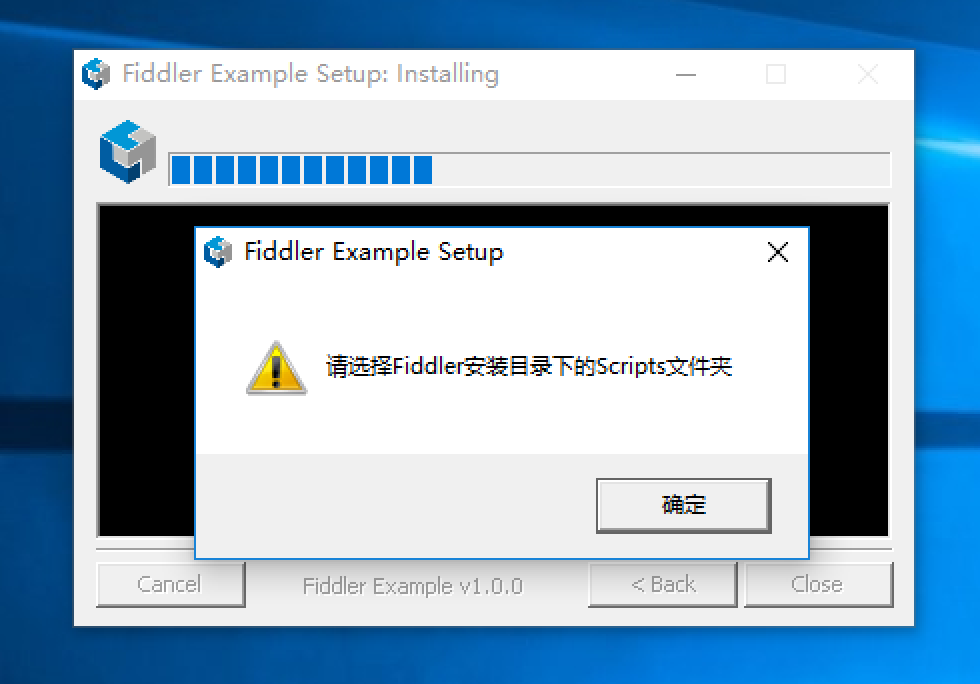 Fiddler Example Setup: Installing
Fiddler Example Setup
请选择Fiddler安装目录下的Scripts文件夹
确定
Cancel
Fiddler Example v1.0.0
< Back
Close